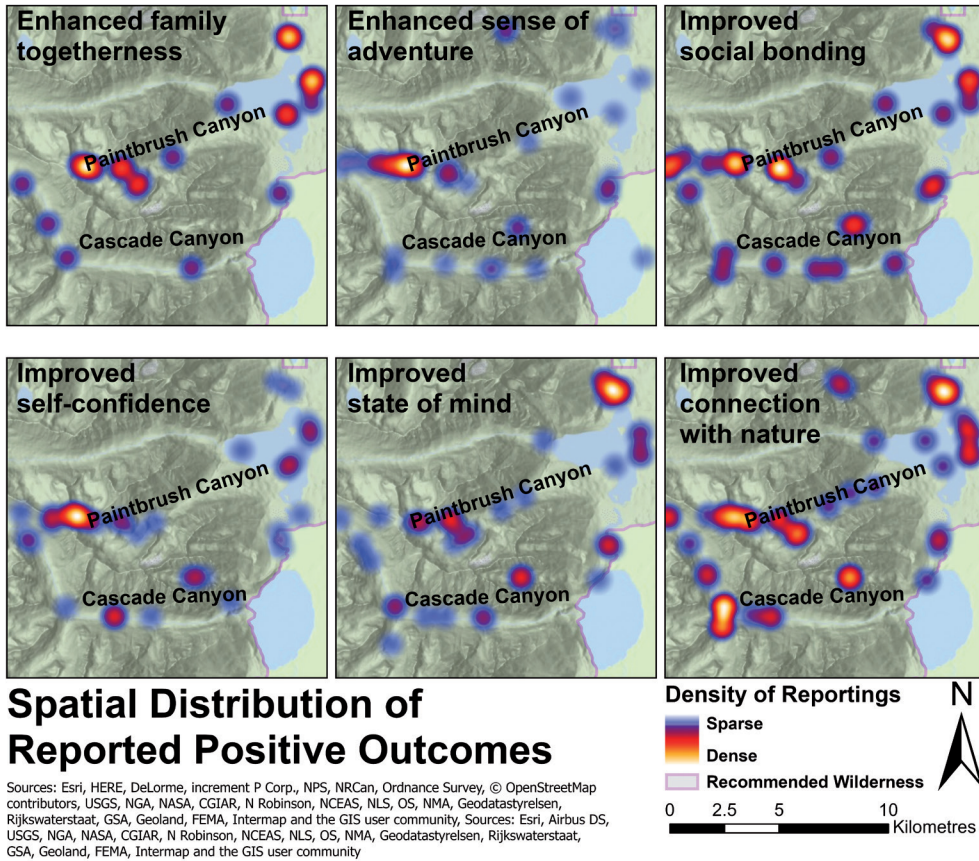 Enhanced family
togetherness
Paintbrush Canyon
Cascade Canyon
Enhanced sense of
adventure
Paintbrush Canyon
Cascade Canyon
Improved
social bonding
Paintbrush Canyon
Cascade Canyon
Improved
self-confidence
Paintbrush Canyon
Cascade Canyon
Improved
state of mind
Paintbrush Canyon
Cascade Canyon
Improved
connection
with nature
Paintbrush Canyon
Cascade Canyon
Spatial Distribution of
Reported Positive Outcomes
Sources: Esri, HERE, DeLorme, increment P Corp., NPS, NRCan, Ordnance Survey, © OpenStreetMap
contributors, USGS, NGA, NASA, CGIAR, N Robinson, NCEAS, NLS, OS, NMA, Geodatastyrelsen,
Rijkswaterstaat, GSA, Geoland, FEMA, Intermap and the GIS user community, Sources: Esri, Airbus DS,
USGS, NGA, NASA, CGIAR, N Robinson, NCEAS, NLS, OS, NMA, Geodatastyrelsen, Rijkswaterstaat,
GSA, Geoland, FEMA, Intermap and the GIS user community
Density of Reportings
Sparse
Dense
Recommended Wilderness
N
0 2.5 5 10
Kilometres